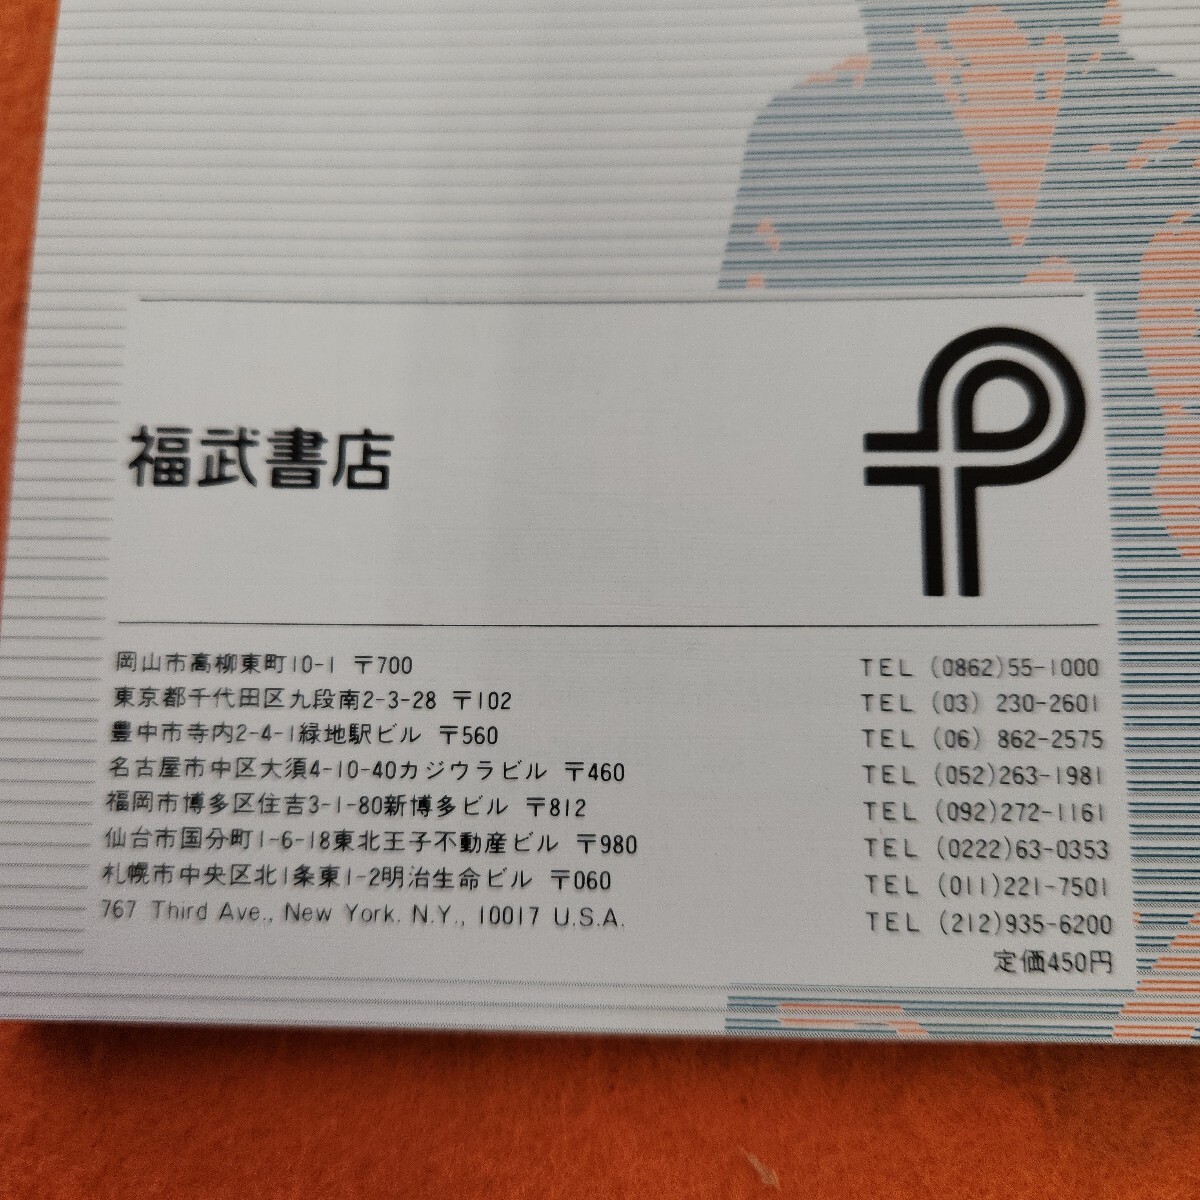 福武書店
岡山市高柳東町10-1 〒700 TEL (0862)55-1000
東京都千代田区九段南2-3-28 〒102 TEL (03) 230-2601
豊中市寺内2-4-1緑地駅ビル 〒560 TEL (06) 862-2575
名古屋市中区大須4-10-40カジウラビル 〒460 TEL (052)263-1981
福岡市博多区住吉3-1-80新博多ビル 〒812 TEL (092)272-1161
仙台市国分町1-6-18東北王子不動産ビル 〒980 TEL (0222)63-0353
札幌市中央区北1条東1-2明治生命ビル 〒060 TEL (011)221-7501
767 Third Ave., New York. N.Y., 10017 U.S.A. TEL (212)935-6200
定価450円